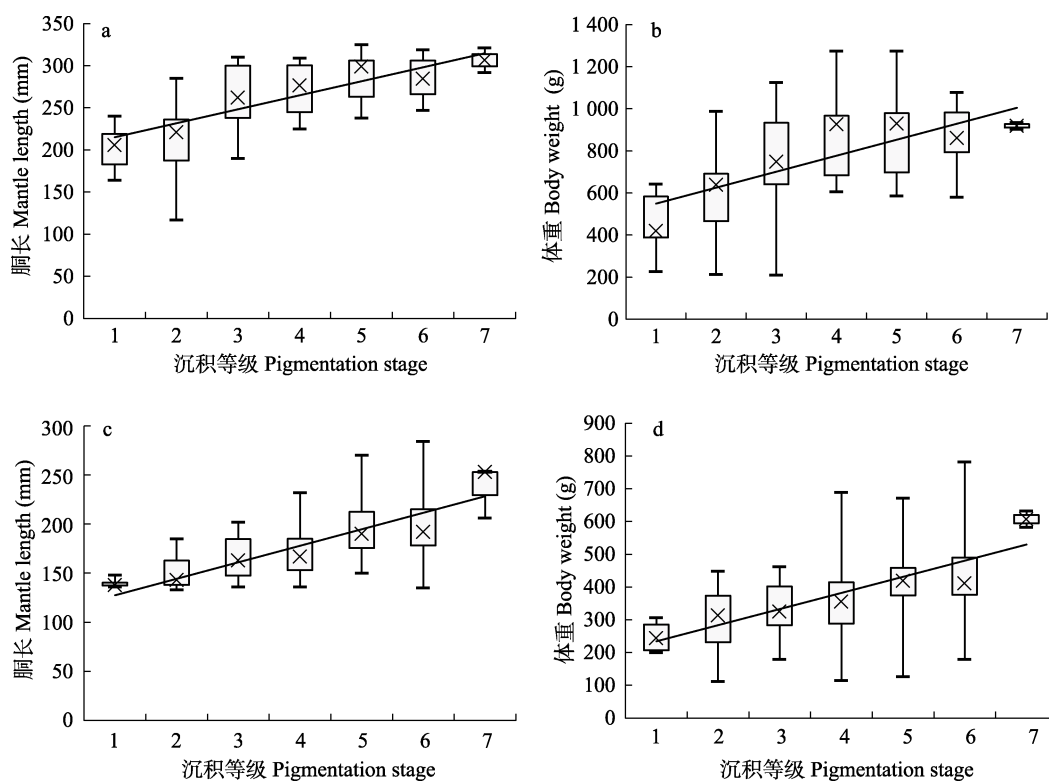 a
胴长 Mantle length (mm)
350
300
250
200
150
100
50
0
1 2 3 4 5 6 7
沉积等级 Pigmentation stage
b
体重 Body weight (g)
1 400
1 200
1 000
800
600
400
200
0
1 2 3 4 5 6 7
沉积等级 Pigmentation stage
c
胴长 Mantle length (mm)
300
250
200
150
100
50
0
1 2 3 4 5 6 7
沉积等级 Pigmentation stage
d
体重 Body weight (g)
900
800
700
600
500
400
300
200
100
0
1 2 3 4 5 6 7
沉积等级 Pigmentation stage